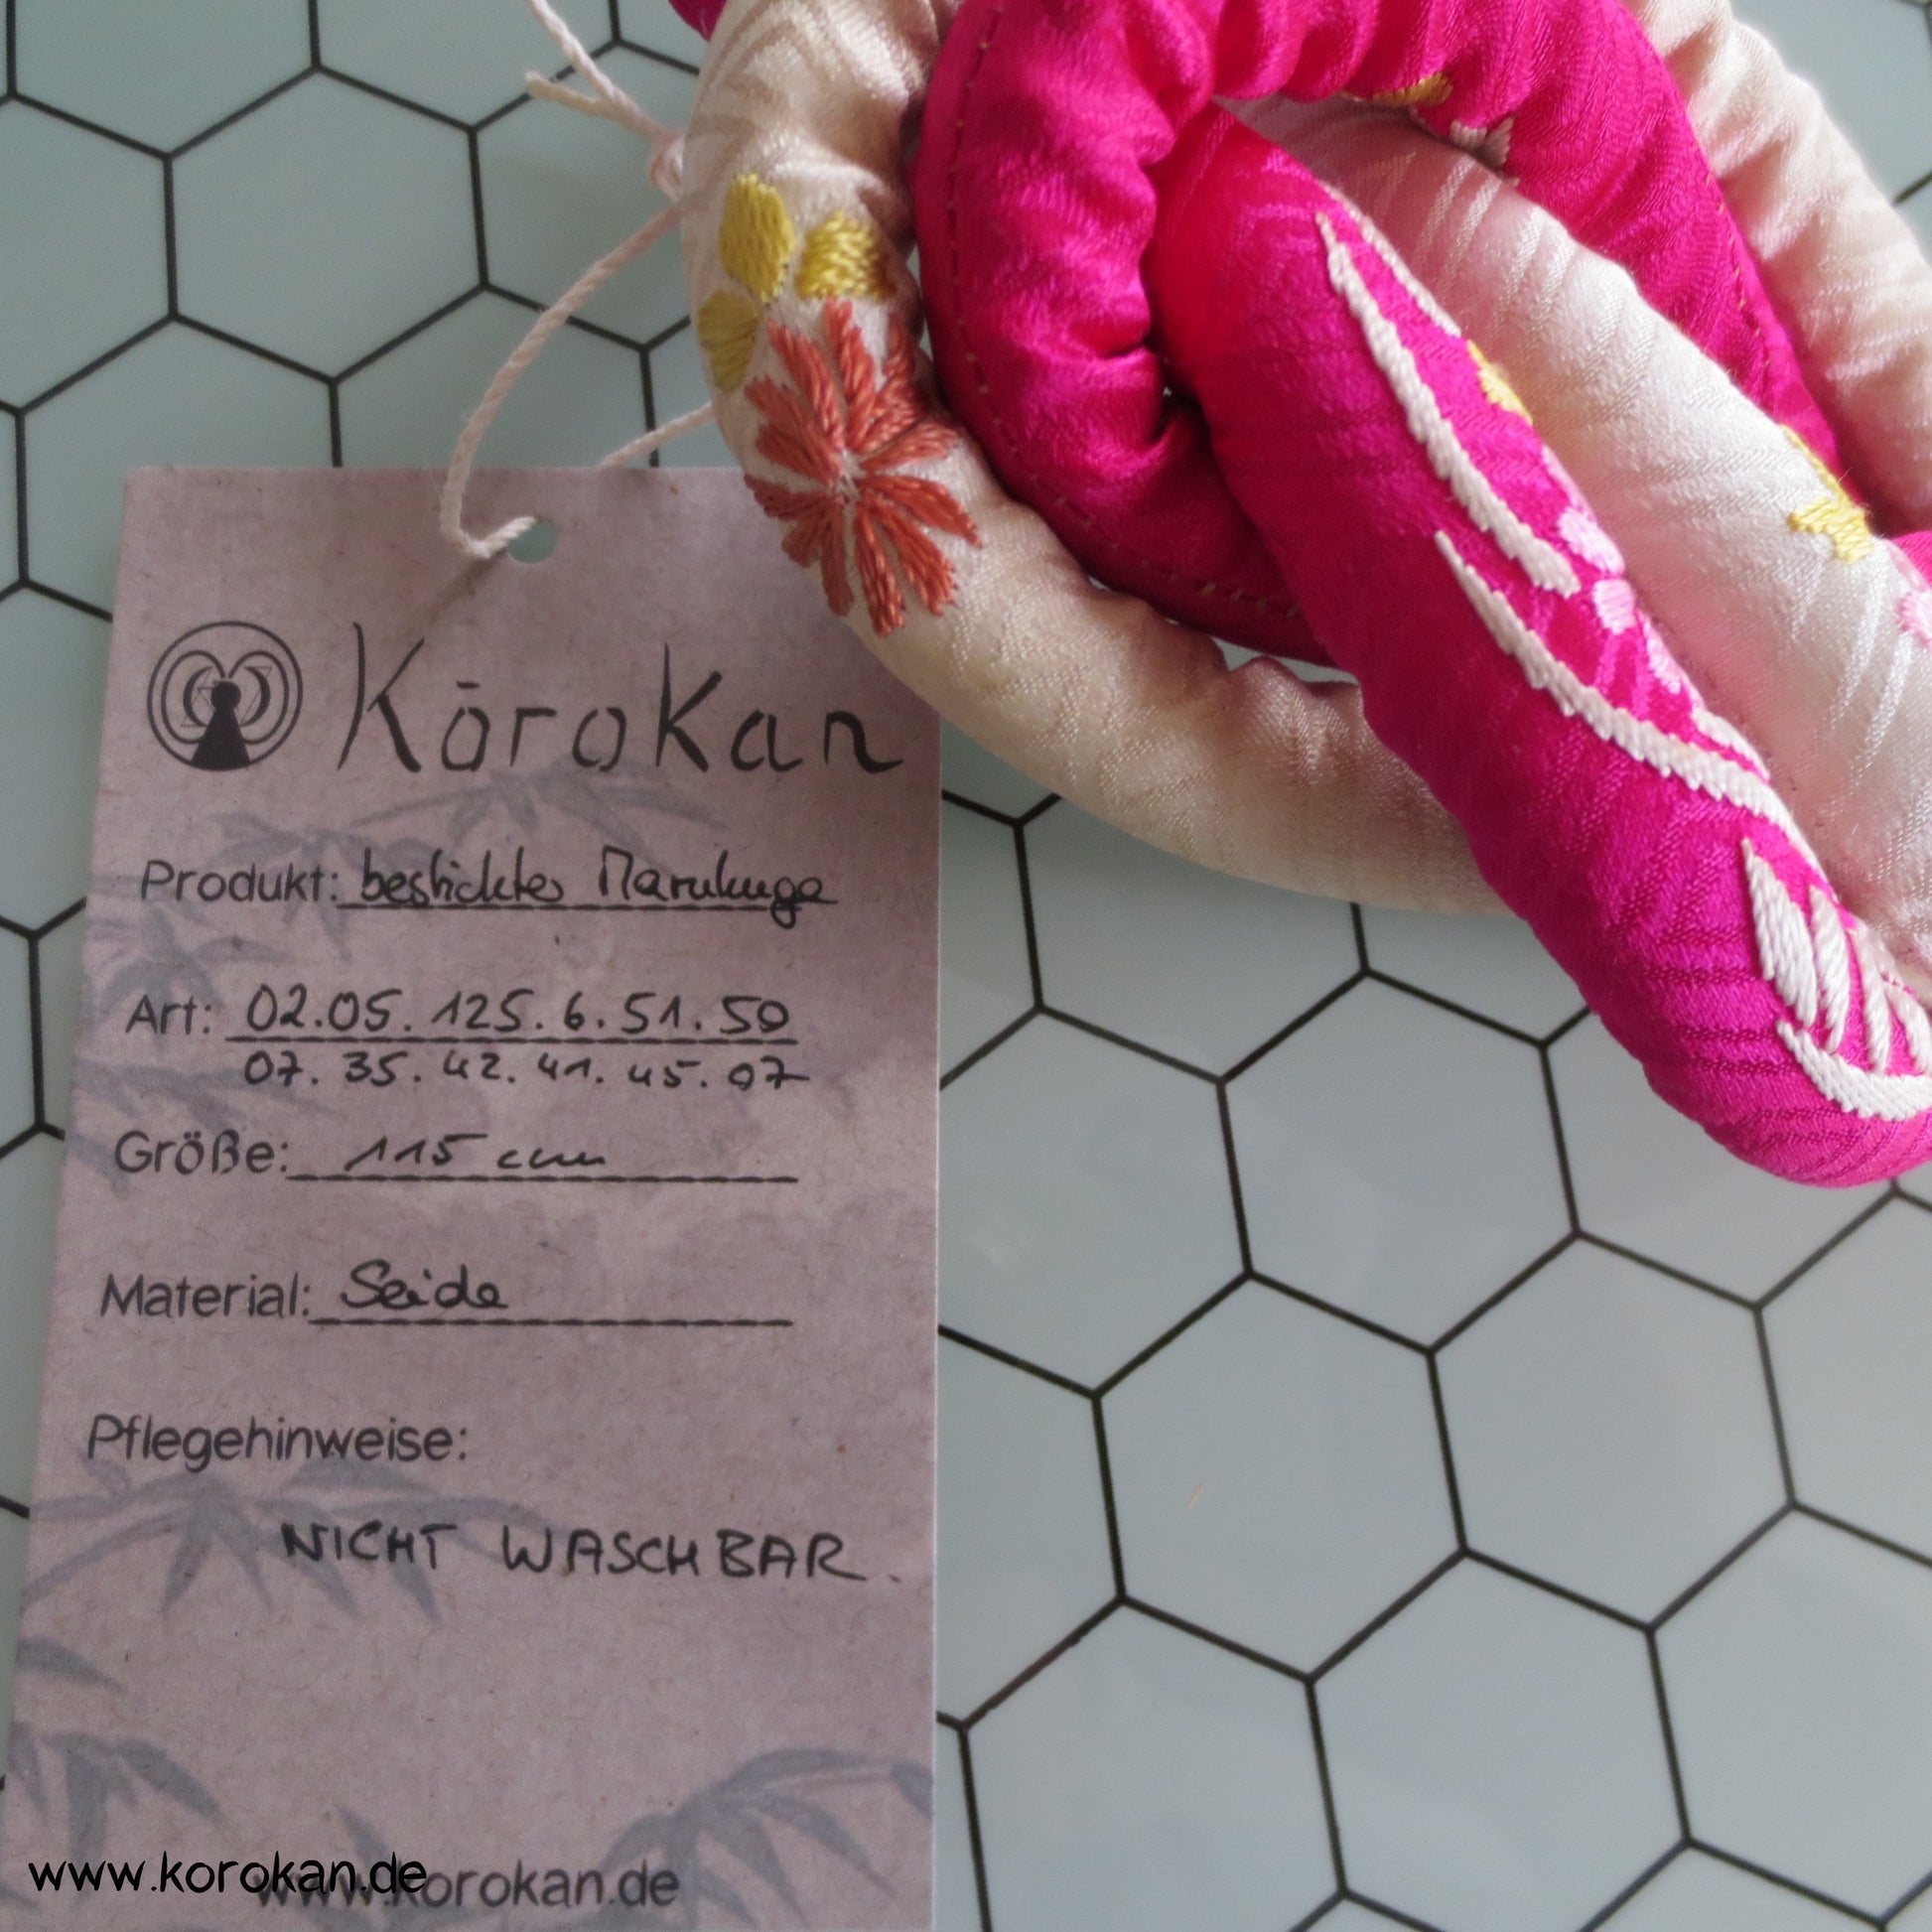 Kōrokan
Produkt: besticktes Marukuge
Art: 02.05.125.6.51.50
07.35.42.41.45.07
Größe: 115 cm
Material: Seide
Pflegehinweise:
NICHT WASCHBAR.
www.korokan.de
www.korokan.de